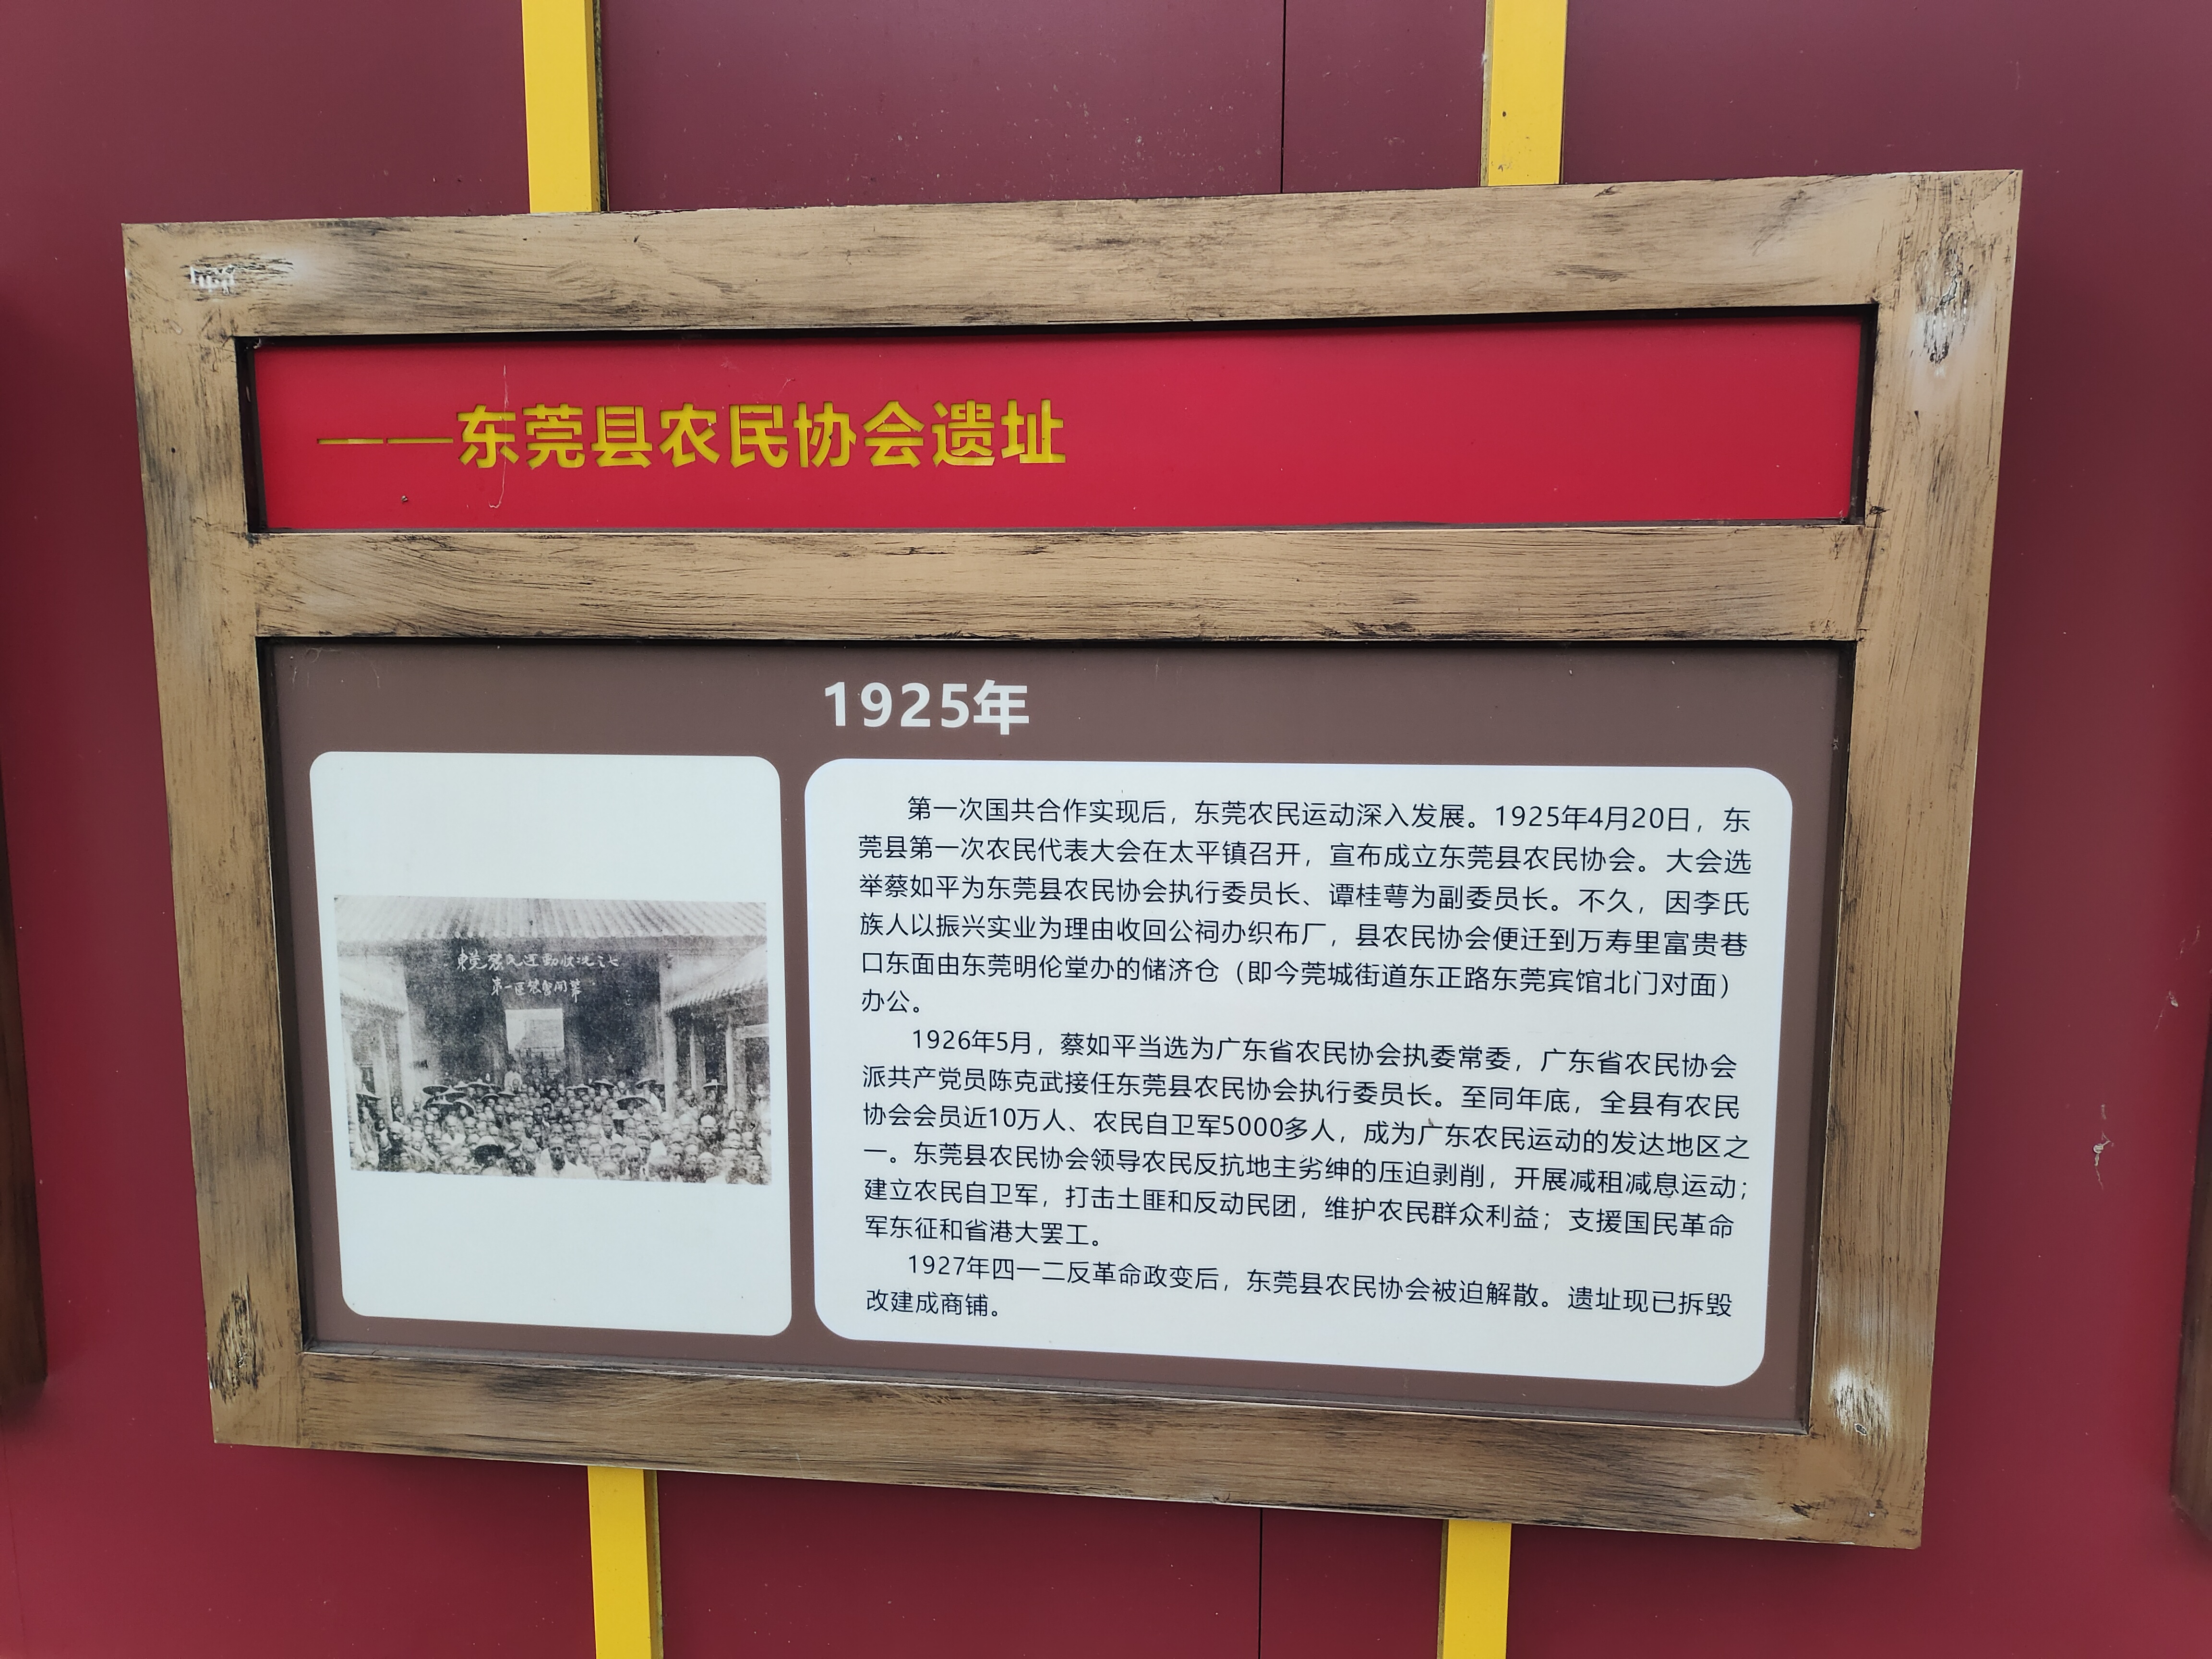 ——东莞县农民协会遗址
1925年
東莞農民運動狀况之七
第一區農會開幕
第一次国共合作实现后，东莞农民运动深入发展。1925年4月20日，东
莞县第一次农民代表大会在太平镇召开，宣布成立东莞县农民协会。大会选
举蔡如平为东莞县农民协会执行委员长、谭桂萼为副委员长。不久，因李氏
族人以振兴实业为理由收回公祠办织布厂，县农民协会便迁到万寿里富贵巷
口东面由东莞明伦堂办的储济仓（即今莞城街道东正路东莞宾馆北门对面）
办公。
1926年5月，蔡如平当选为广东省农民协会执委常委，广东省农民协会
派共产党员陈克武接任东莞县农民协会执行委员长。至同年底，全县有农民
协会会员近10万人、农民自卫军5000多人，成为广东农民运动的发达地区之
一。东莞县农民协会领导农民反抗地主劣绅的压迫剥削，开展减租减息运动；
建立农民自卫军，打击土匪和反动民团，维护农民群众利益；支援国民革命
军东征和省港大罢工。
1927年四一二反革命政变后，东莞县农民协会被迫解散。遗址现已拆毁
改建成商铺。